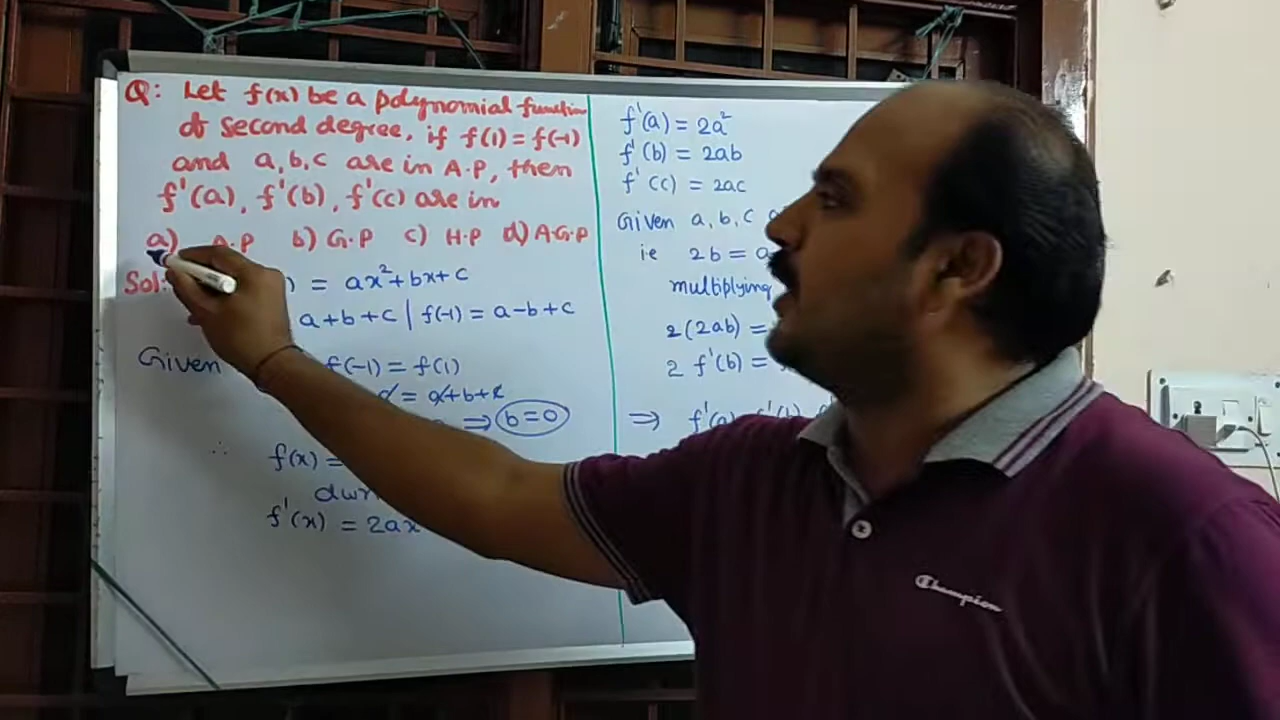 Q: Let f(x) be a polynomial function
of second degree, if f(1) = f(-1)
and a, b, c are in A.P, then
f'(a), f'(b), f'(c) are in
a) A.P b) G.P c) H.P d) A.G.P
Sol: ) = ax²+bx+c
a+b+c | f(-1) = a-b+c
Given f(-1) = f(1)
= a+b+c
⇒ b=0
∴ f(x) =
f'(x) = 2ax
f'(a) = 2a²
f'(b) = 2ab
f'(c) = 2ac
Given a, b, c
ie 2b = a
multiplying
2(2ab) =
2 f'(b) =
⇒ f'(a) f'(b)
Champion